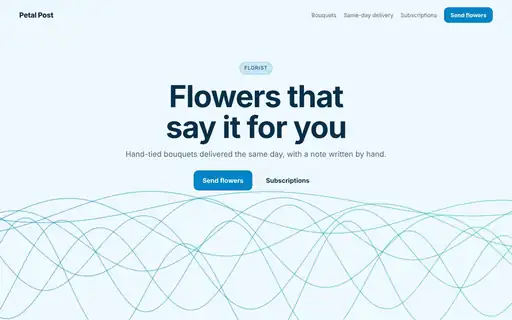 Petal Post
Bouquets
Same-day delivery
Subscriptions
Send flowers
FLORIST
Flowers that
say it for you
Hand-tied bouquets delivered the same day, with a note written by hand.
Send flowers
Subscriptions